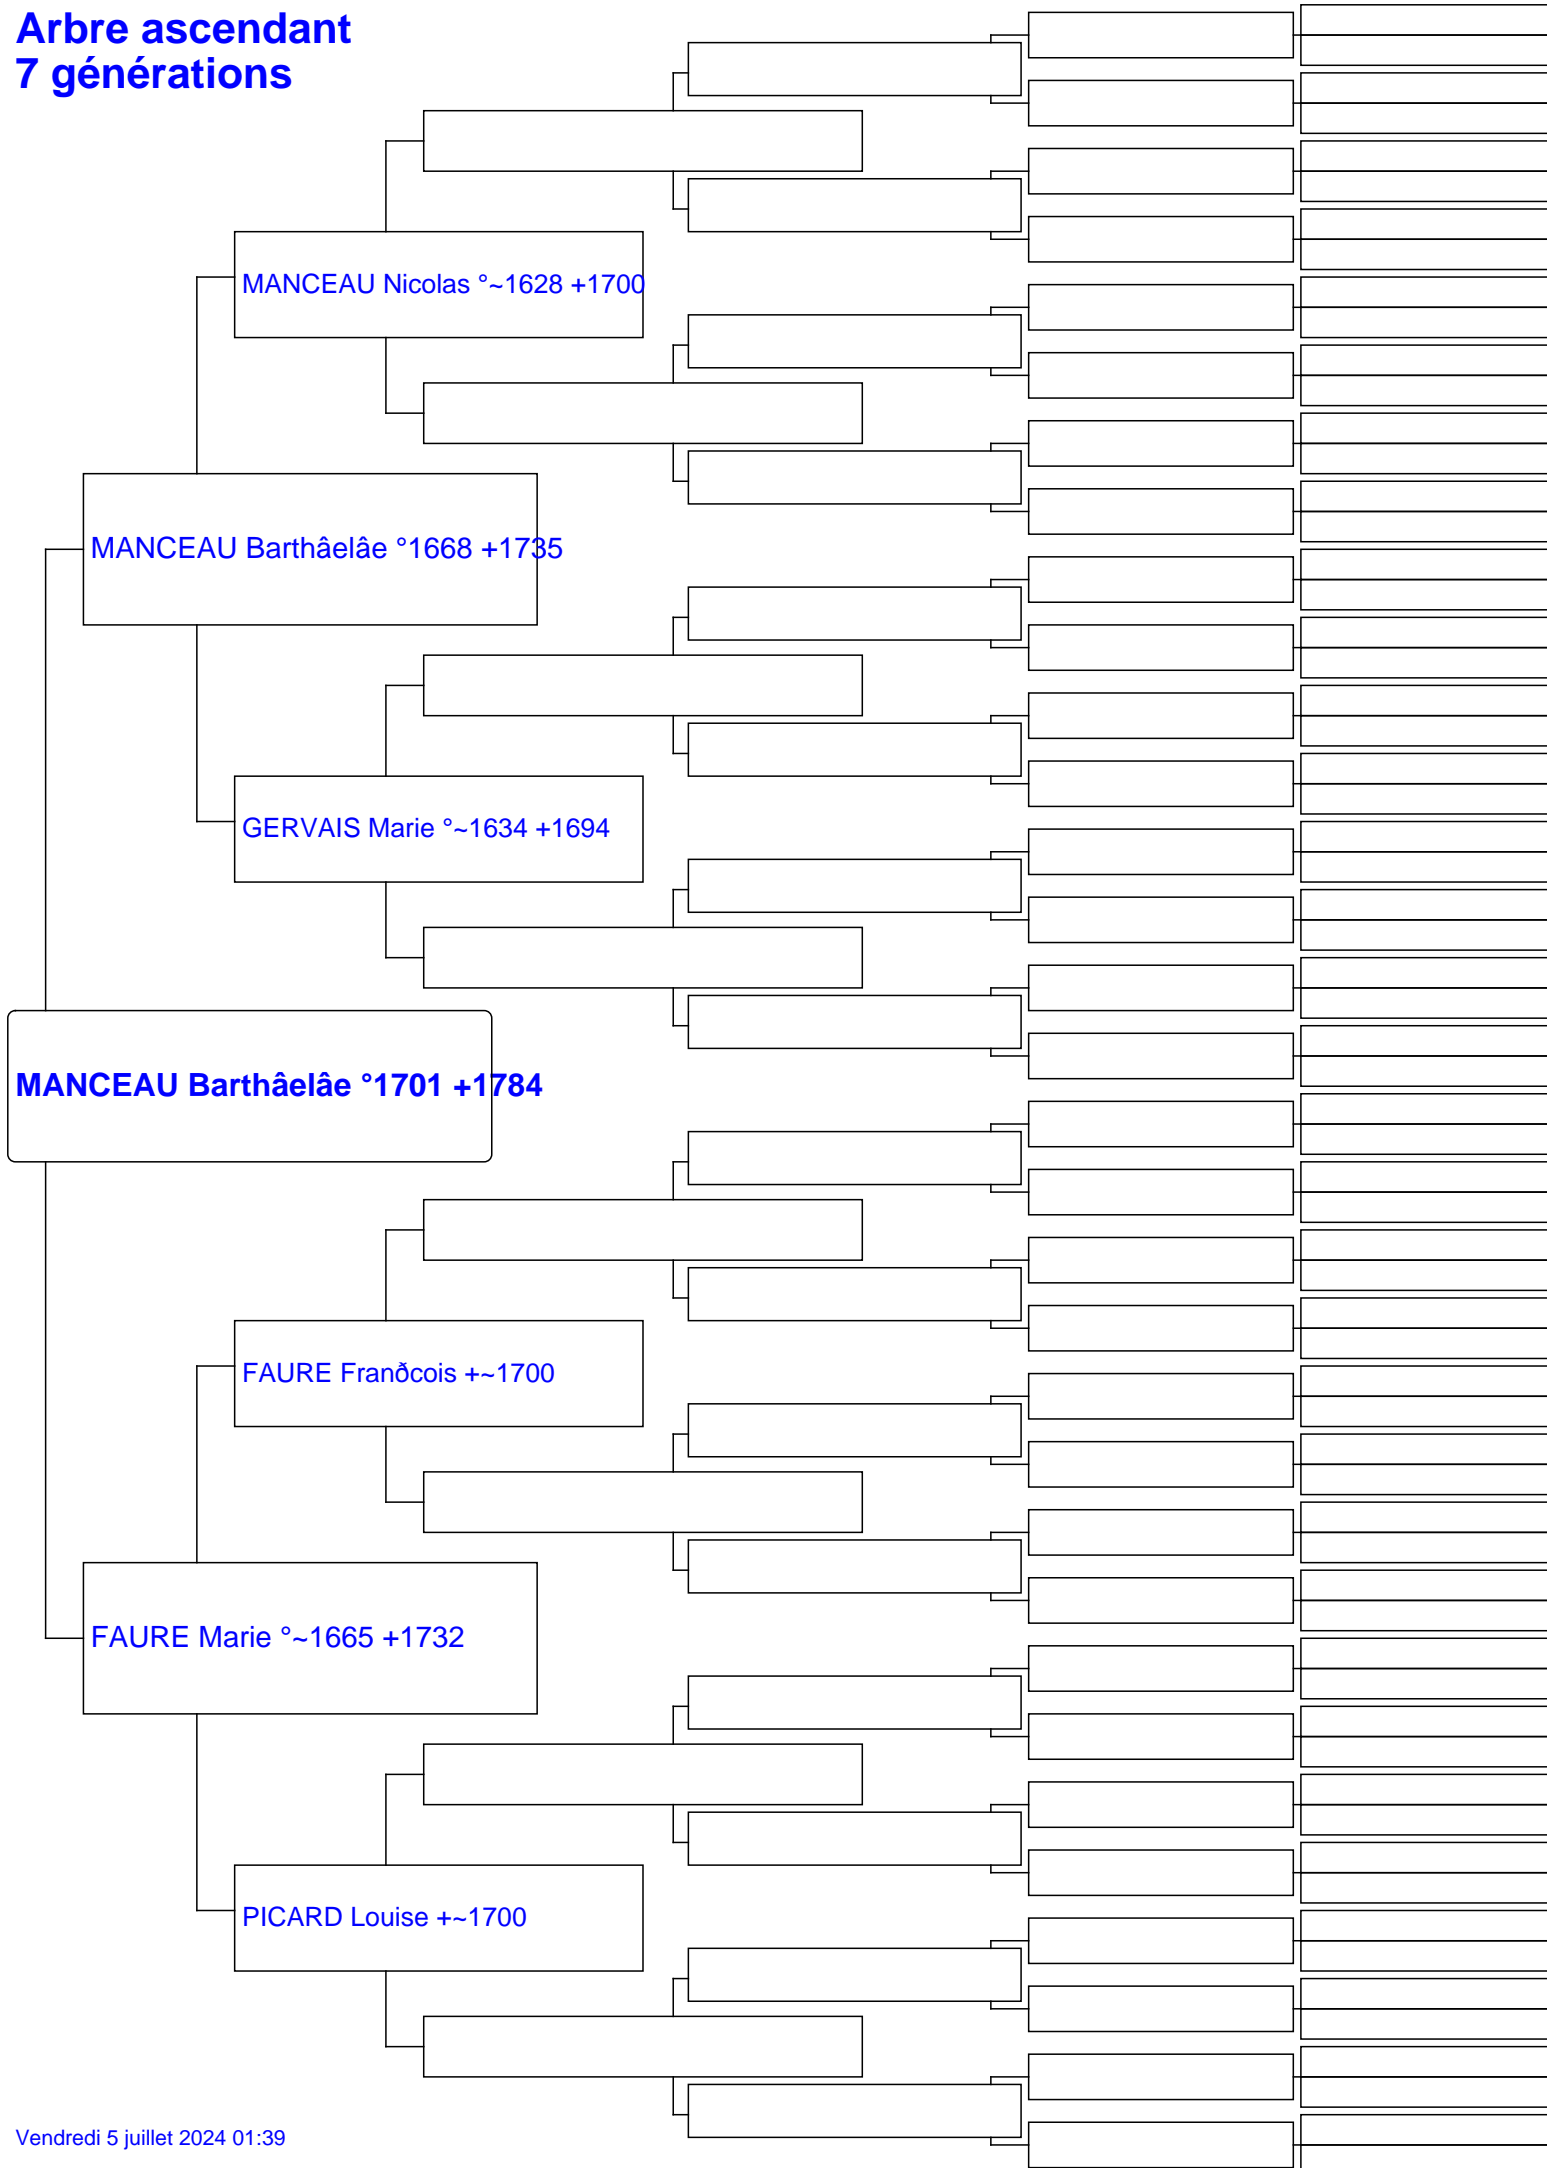 Arbre ascendant
7 générations
MANCEAU Nicolas °~1628 +1700
MANCEAU Barthâelâe °1668 +1735
GERVAIS Marie °~1634 +1694
MANCEAU Barthâelâe °1701 +1784
FAURE Franðcois +~1700
FAURE Marie °~1665 +1732
PICARD Louise +~1700
Vendredi 5 juillet 2024 01:39